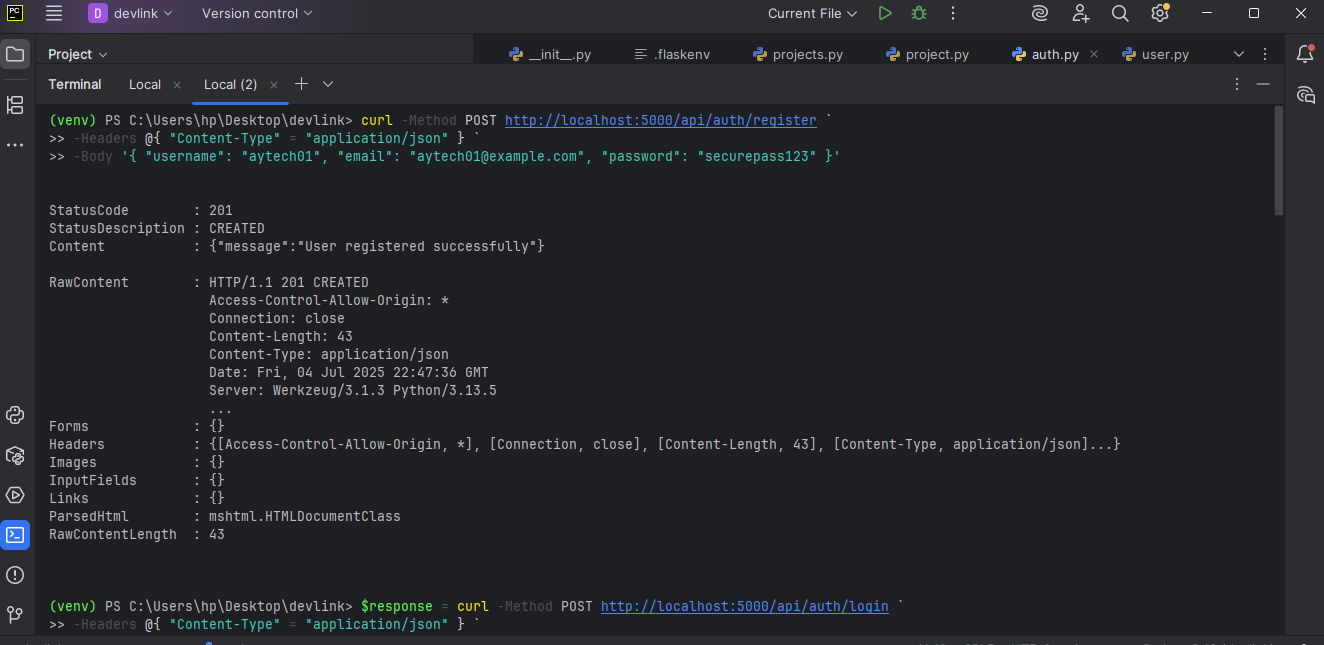 PC D devlink Version control Current File
Project __init__.py .flaskenv projects.py project.py auth.py user.py
Terminal Local Local (2)
(venv) PS C:\Users\hp\Desktop\devlink> curl -Method POST http://localhost:5000/api/auth/register `
>> -Headers @{ "Content-Type" = "application/json" } `
>> -Body '{ "username": "aytech01", "email": "aytech01@example.com", "password": "securepass123" }'
StatusCode : 201
StatusDescription : CREATED
Content : {"message":"User registered successfully"}
RawContent : HTTP/1.1 201 CREATED
Access-Control-Allow-Origin: *
Connection: close
Content-Length: 43
Content-Type: application/json
Date: Fri, 04 Jul 2025 22:47:36 GMT
Server: Werkzeug/3.1.3 Python/3.13.5
...
Forms : {}
Headers : {[Access-Control-Allow-Origin, *], [Connection, close], [Content-Length, 43], [Content-Type, application/json]...}
Images : {}
InputFields : {}
Links : {}
ParsedHtml : mshtml.HTMLDocumentClass
RawContentLength : 43
(venv) PS C:\Users\hp\Desktop\devlink> $response = curl -Method POST http://localhost:5000/api/auth/login `
>> -Headers @{ "Content-Type" = "application/json" } `